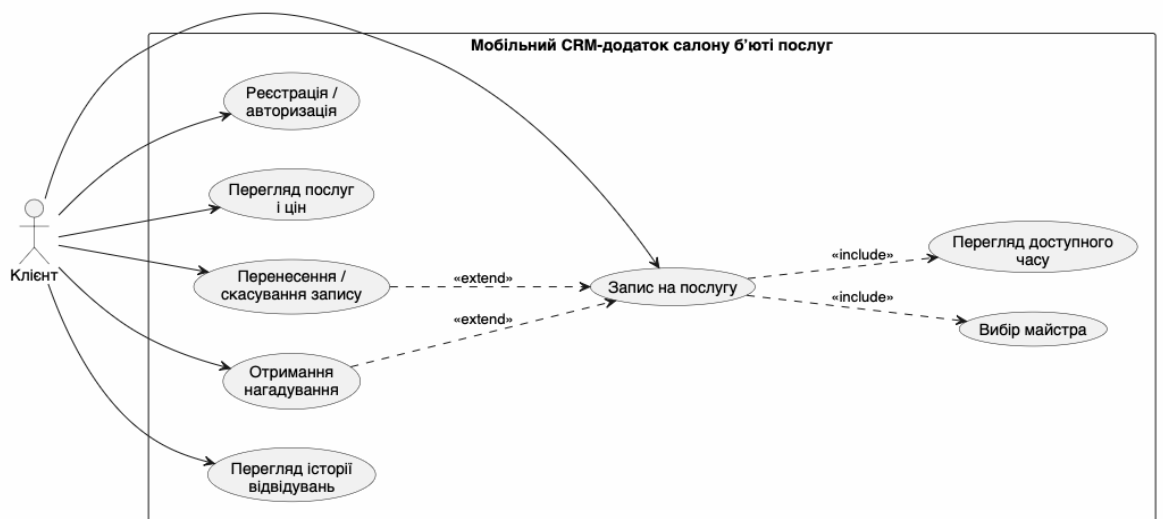 Мобільний CRM-додаток салону б'юті послуг
Реєстрація /
авторизація
Перегляд послуг
і цін
Клієнт
Перенесення /
скасування запису
«extend»
«extend»
Запис на послугу
«include»
«include»
Перегляд доступного
часу
Вибір майстра
Отримання
нагадування
Перегляд історії
відвідувань